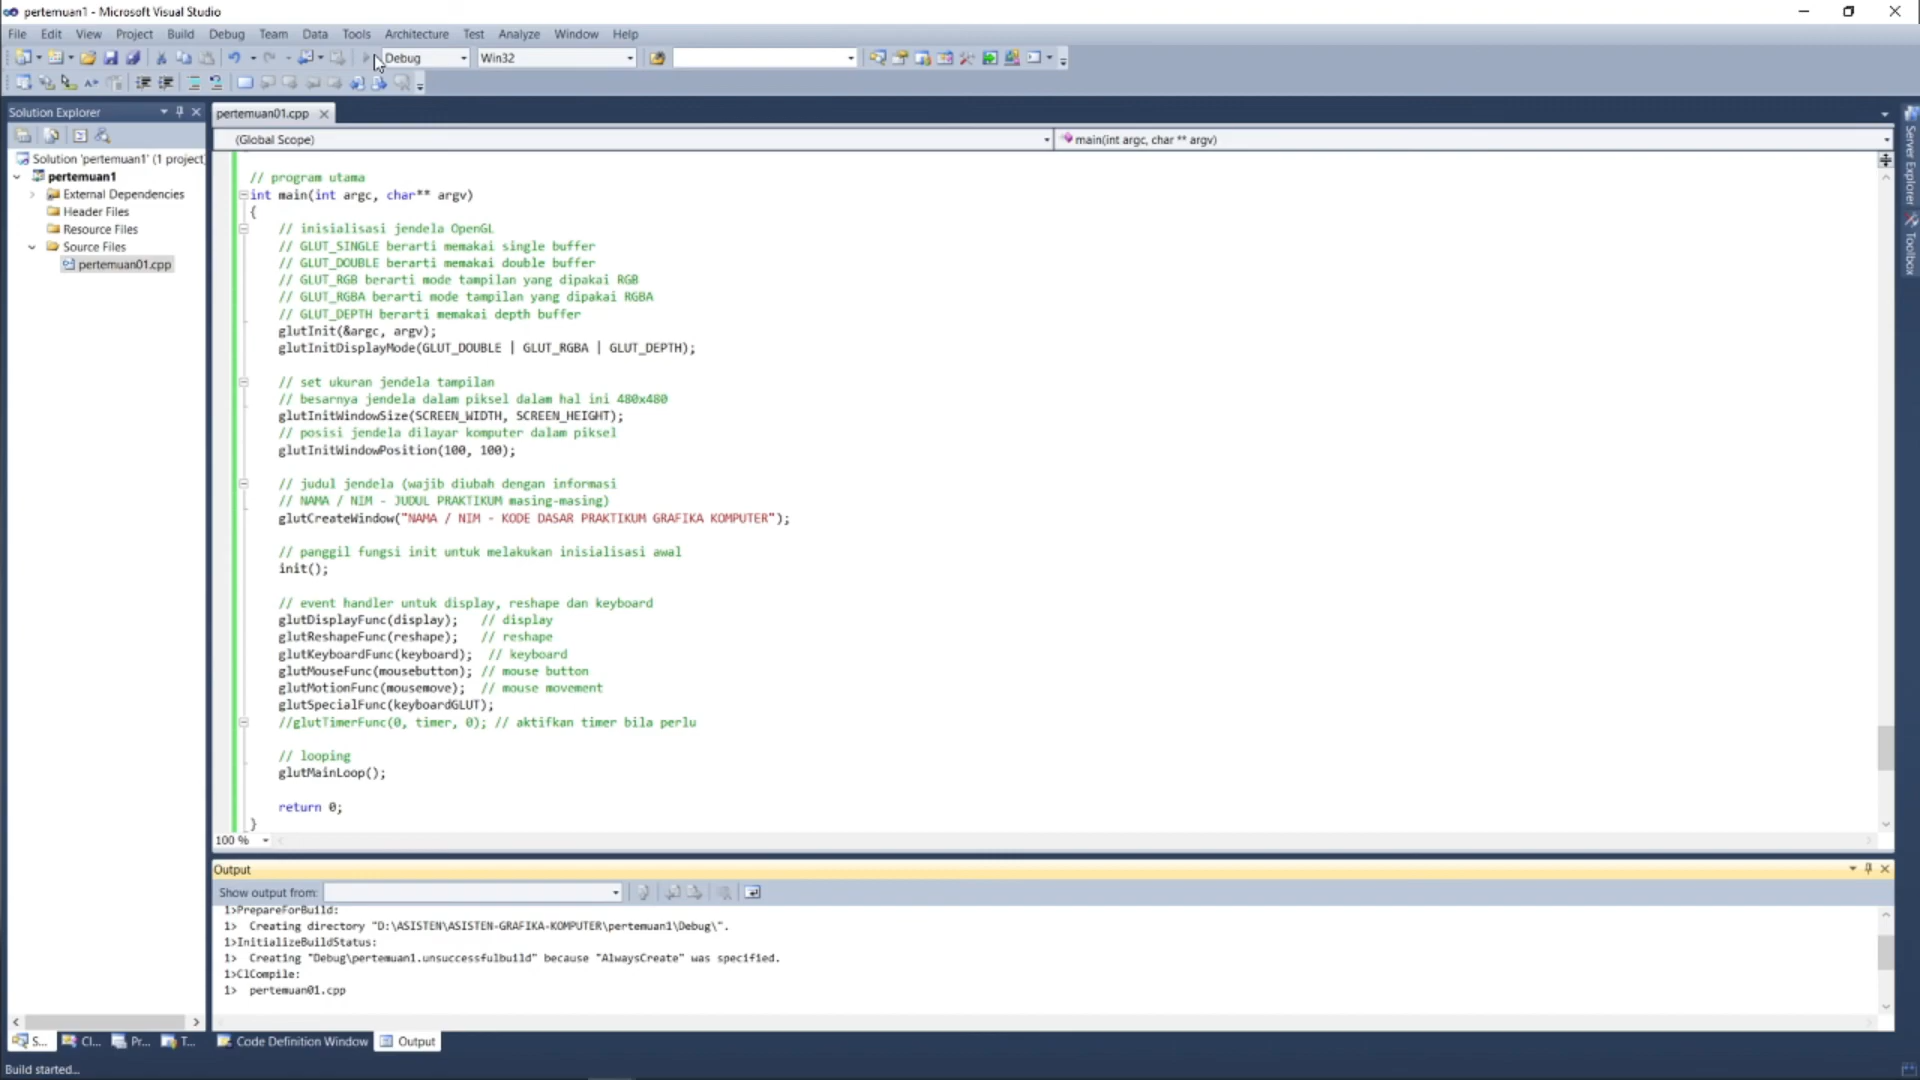 pertemuan1 - Microsoft Visual Studio
File Edit View Project Build Debug Team Data Tools Architecture Test Analyze Window Help
Debug Win32
Solution Explorer
pertemuan01.cpp
(Global Scope)
main(int argc, char ** argv)
Solution 'pertemuan1' (1 project
pertemuan1
External Dependencies
Header Files
Resource Files
Source Files
pertemuan01.cpp
// program utama
int main(int argc, char** argv)
{
// inisialisasi jendela OpenGL
// GLUT_SINGLE berarti memakai single buffer
// GLUT_DOUBLE berarti memakai double buffer
// GLUT_RGB berarti mode tampilan yang dipakai RGB
// GLUT_RGBA berarti mode tampilan yang dipakai RGBA
// GLUT_DEPTH berarti memakai depth buffer
glutInit(&argc, argv);
glutInitDisplayMode(GLUT_DOUBLE | GLUT_RGBA | GLUT_DEPTH);
// set ukuran jendela tampilan
// besarnya jendela dalam piksel dalam hal ini 480x480
glutInitWindowSize(SCREEN_WIDTH, SCREEN_HEIGHT);
// posisi jendela dilayar komputer dalam piksel
glutInitWindowPosition(100, 100);
// judul jendela (wajib diubah dengan informasi
// NAMA / NIM - JUDUL PRAKTIKUM masing-masing)
glutCreateWindow("NAMA / NIM - KODE DASAR PRAKTIKUM GRAFIKA KOMPUTER");
// panggil fungsi init untuk melakukan inisialisasi awal
init();
// event handler untuk display, reshape dan keyboard
glutDisplayFunc(display); // display
glutReshapeFunc(reshape); // reshape
glutKeyboardFunc(keyboard); // keyboard
glutMouseFunc(mousebutton); // mouse button
glutMotionFunc(mousemove); // mouse movement
glutSpecialFunc(keyboardGLUT);
//glutTimerFunc(0, timer, 0); // aktifkan timer bila perlu
// looping
glutMainLoop();
return 0;
}
100 %
Output
Show output from:
1>PrepareForBuild:
1> Creating directory "D:\ASISTEN\ASISTEN-GRAFIKA-KOMPUTER\pertemuan1\Debug\".
1>InitializeBuildStatus:
1> Creating "Debug\pertemuan1.unsuccessfulbuild" because "AlwaysCreate" was specified.
1>ClCompile:
1> pertemuan01.cpp
S... Cl... Pr... T... Code Definition Window Output
Build started...
Server Explorer
Toolbox